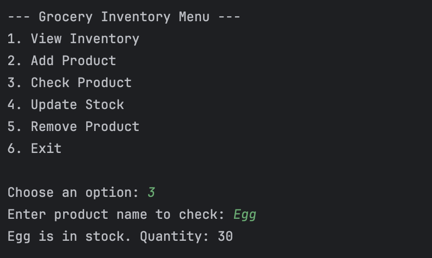 --- Grocery Inventory Menu ---
1. View Inventory
2. Add Product
3. Check Product
4. Update Stock
5. Remove Product
6. Exit
Choose an option: 3
Enter product name to check: Egg
Egg is in stock. Quantity: 30